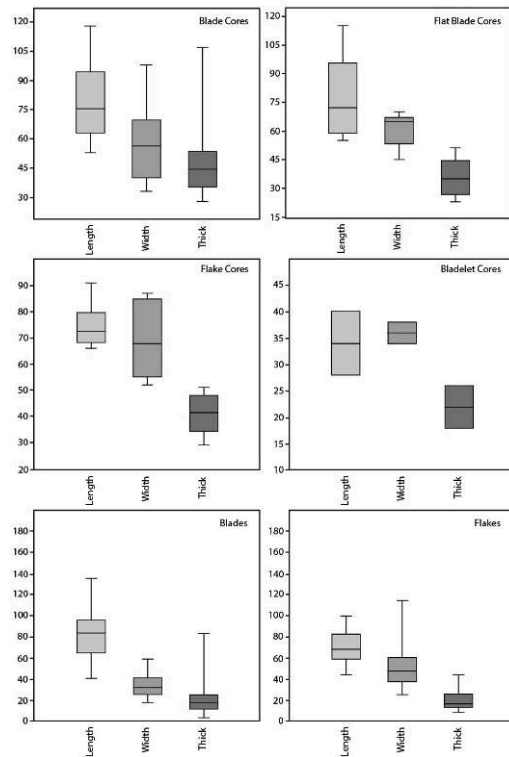 Blade Cores
120
105
90
75
60
45
30
Length
Width
Thick
Flat Blade Cores
120
105
90
75
60
45
30
15
Length
Width
Thick
Flake Cores
90
80
70
60
50
40
30
20
Length
Width
Thick
Bladelet Cores
45
40
35
30
25
20
15
10
Length
Width
Thick
Blades
180
160
140
120
100
80
60
40
20
0
Length
Width
Thick
Flakes
180
160
140
120
100
80
60
40
20
0
Length
Width
Thick